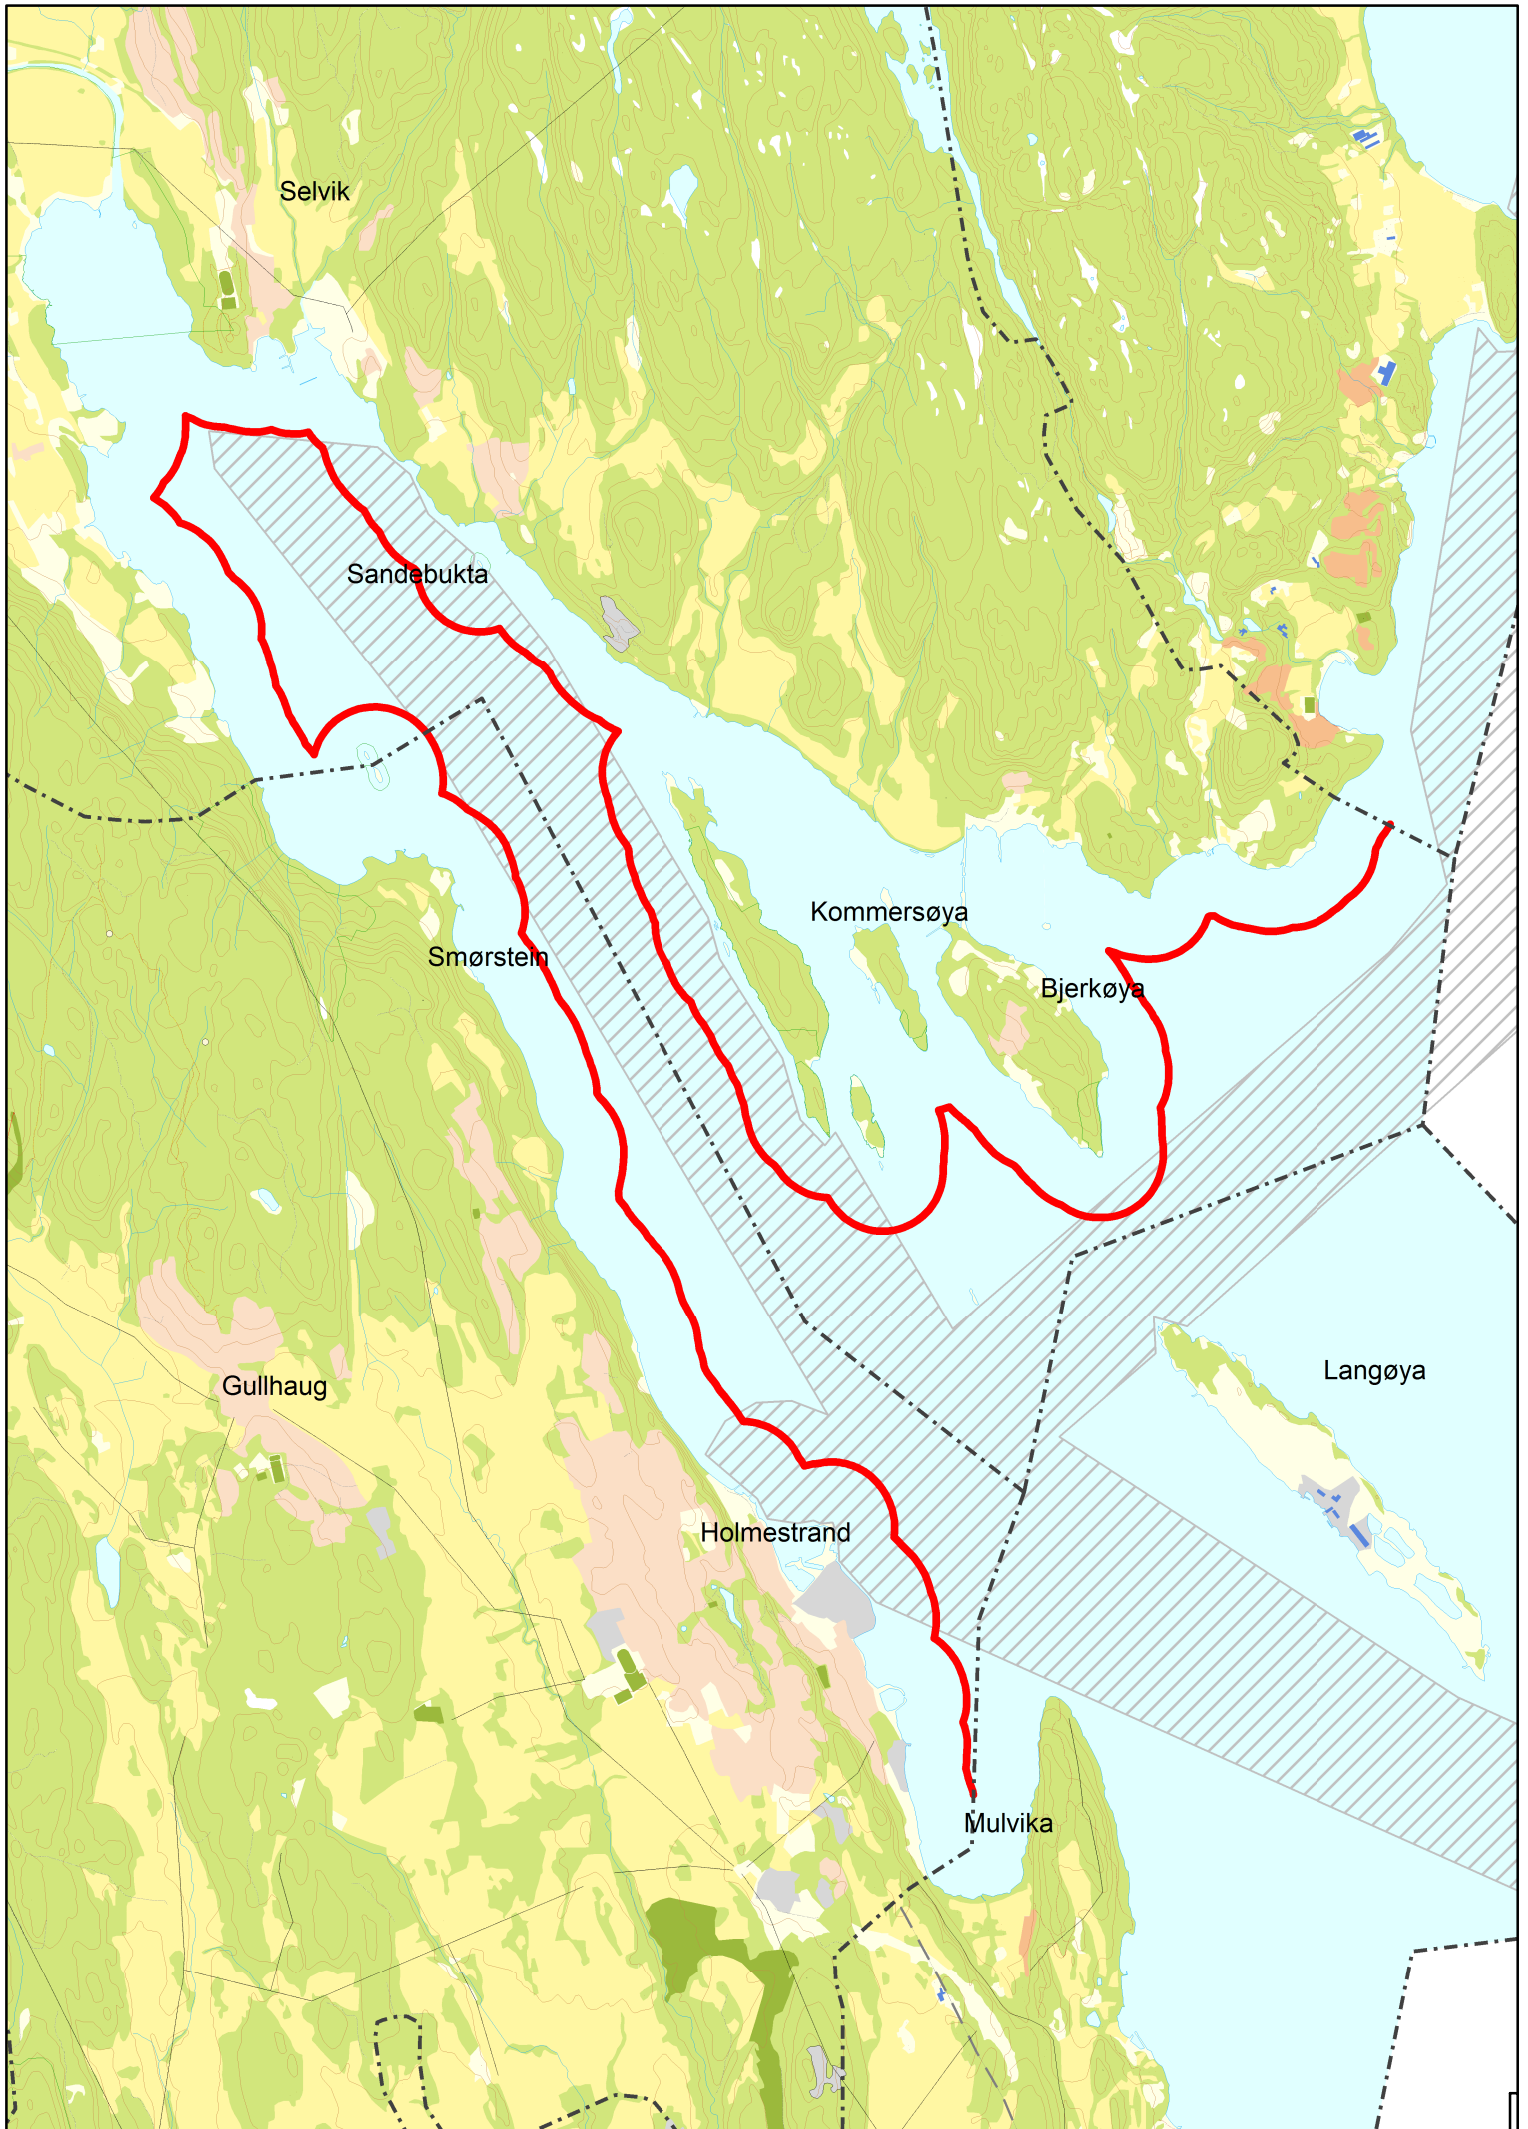 Selvik
Sandebukta
Kommersøya
Smørstein
Bjerkøya
Langøya
Gullhaug
Holmestrand
Mulvika